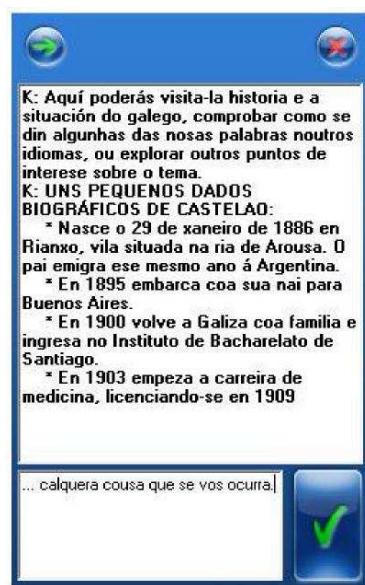 K: Aquí poderás visita-la historia e a
situación do galego, comprobar como se
din algunhas das nosas palabras noutros
idiomas, ou explorar outros puntos de
interese sobre o tema.
K: UNS PEQUENOS DADOS
BIOGRÁFICOS DE CASTELAO:
* Nasce o 29 de xaneiro de 1886 en
Rianxo, vila situada na ria de Arousa. O
pai emigra ese mesmo ano á Argentina.
* En 1895 embarca coa sua nai para
Buenos Aires.
* En 1900 volve a Galiza coa familia e
ingresa no Instituto de Bacharelato de
Santiago.
* En 1903 empeza a carreira de
medicina, licenciando-se en 1909
... calquera cousa que se vos ocurra.